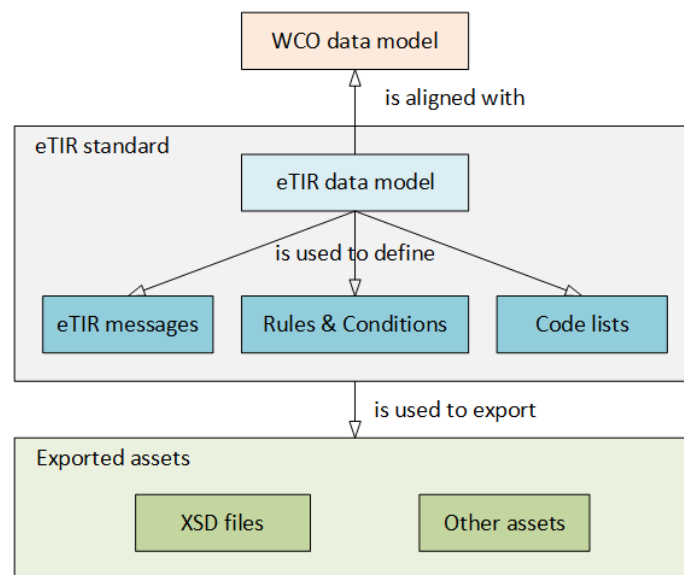 WCO data model
is aligned with
eTIR standard
eTIR data model
is used to define
eTIR messages
Rules & Conditions
Code lists
is used to export
Exported assets
XSD files
Other assets